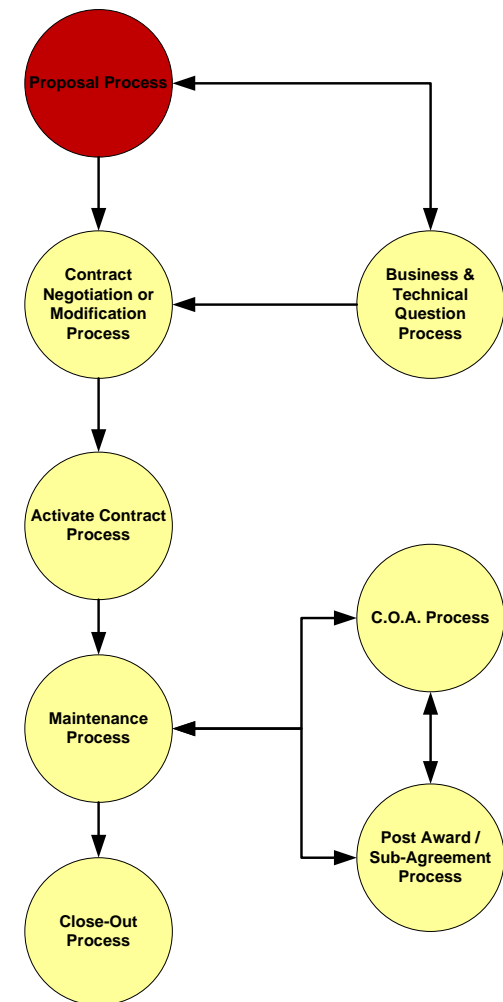 Proposal Process
Contract
Negotiation or
Modification
Process
Business &
Technical
Question
Process
Activate Contract
Process
C.O.A. Process
Maintenance
Process
Post Award /
Sub-Agreement
Process
Close-Out
Process